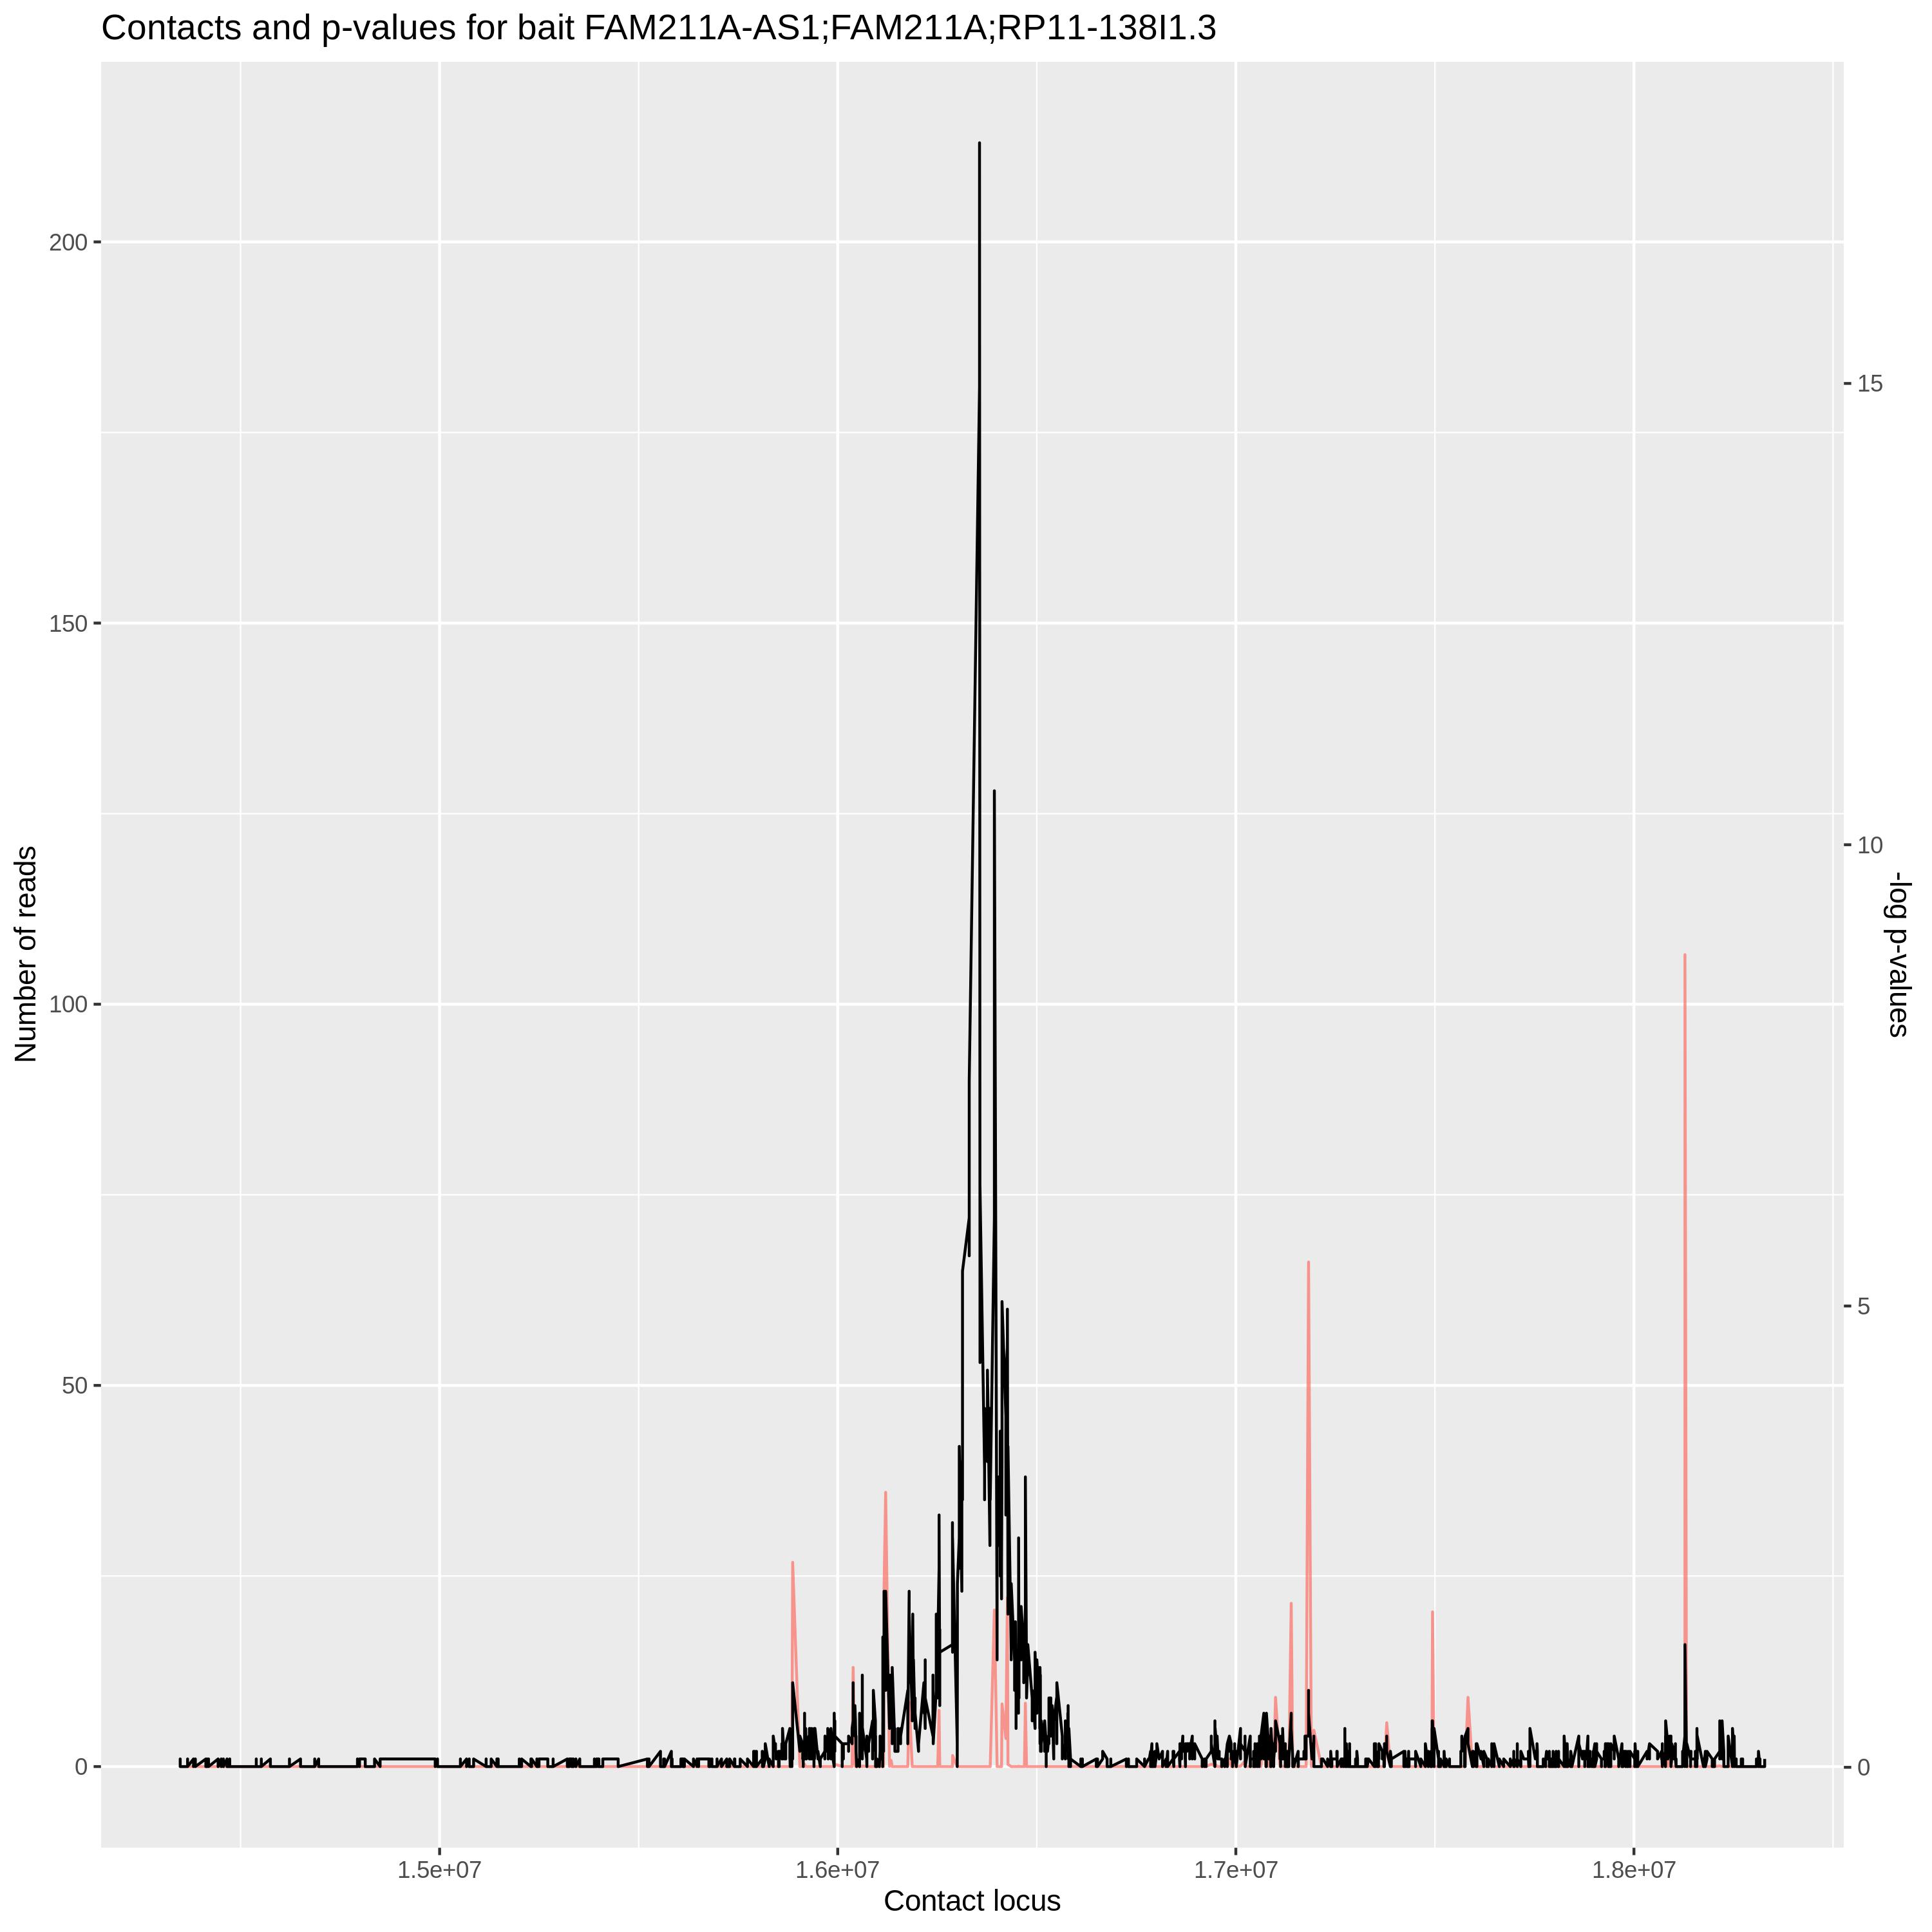 Contacts and p-values for bait FAM211A-AS1;FAM211A;RP11-138I1.3
200
150
100
50
0
Number of reads
15
10
5
0
-log p-values
1.5e+07
1.6e+07
1.7e+07
1.8e+07
Contact locus